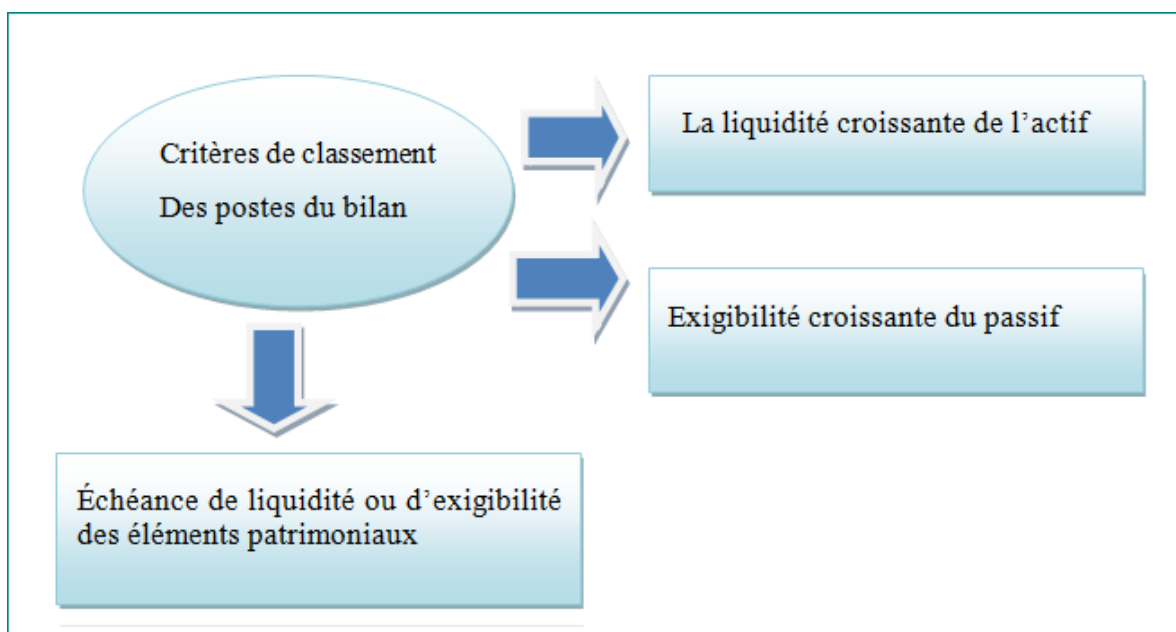 Critères de classement
Des postes du bilan
La liquidité croissante de l’actif
Exigibilité croissante du passif
Échéance de liquidité ou d’exigibilité
des éléments patrimoniaux